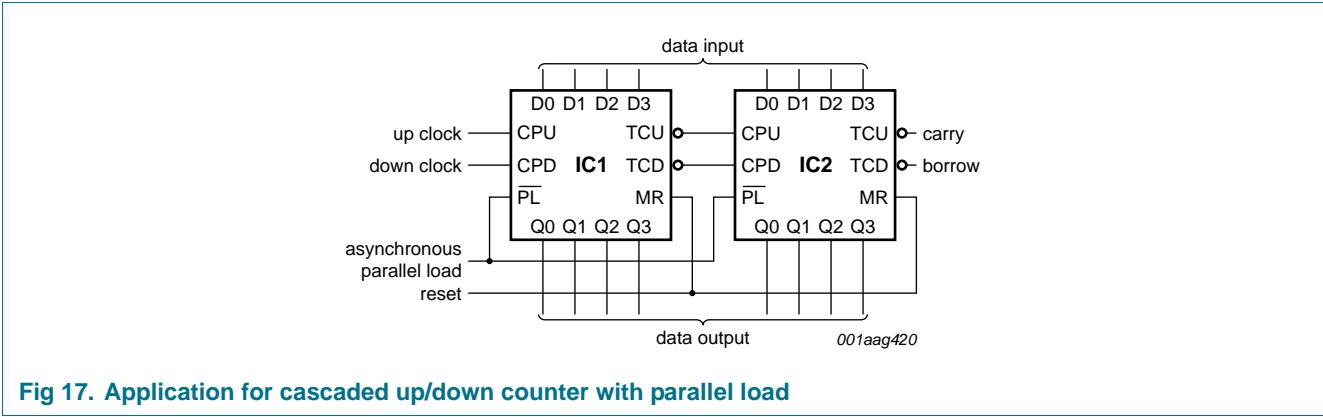 data input
D0 D1 D2 D3
D0 D1 D2 D3
up clock
CPU
TCU
CPU
TCU
carry
down clock
CPD
IC1
TCD
CPD
IC2
TCD
borrow
PL
MR
PL
MR
Q0 Q1 Q2 Q3
Q0 Q1 Q2 Q3
asynchronous
parallel load
reset
data output
001aag420
Fig 17. Application for cascaded up/down counter with parallel load